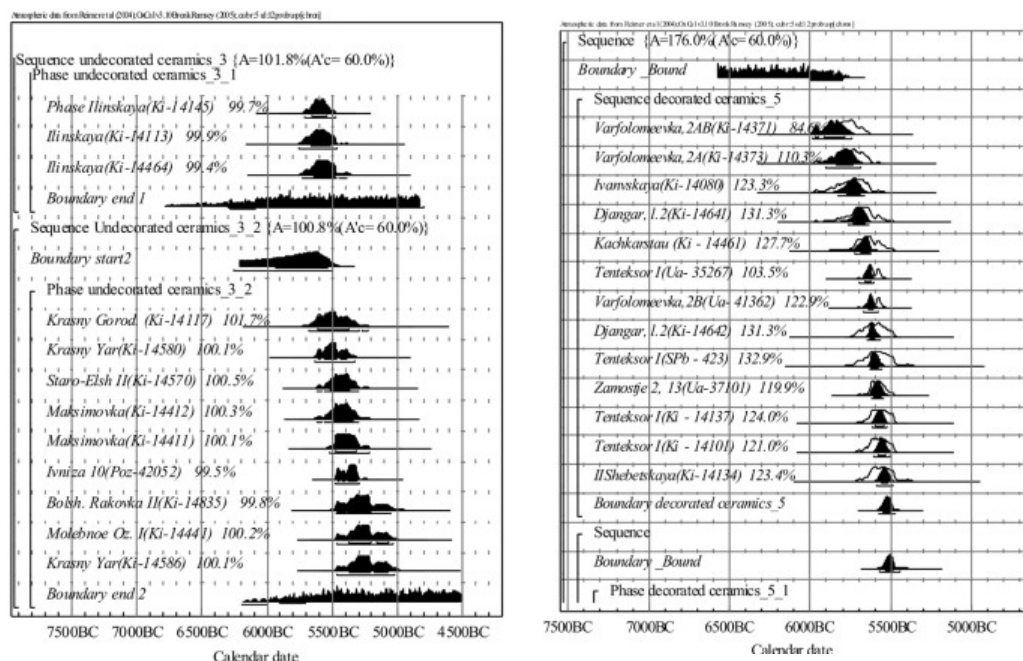 Sequence undecorated ceramics_3 {A=101.8%(A'c= 60.0%)}
Phase undecorated ceramics_3_1
Phase Ilinskaya(Ki-14145) 99.7%
Ilinskaya(Ki-14113) 99.9%
Ilinskaya(Ki-14464) 99.4%
Boundary end 1
Sequence Undecorated ceramics_3_2 {A=100.8%(A'c= 60.0%)}
Boundary start2
Phase undecorated ceramics_3_2
Krasny Gorod. (Ki-14117) 101.7%
Krasny Yar(Ki-14580) 100.1%
Staro-Elsh II(Ki-14570) 100.5%
Maksimovka(Ki-14412) 100.3%
Maksimovka(Ki-14411) 100.1%
Ivniza 10(Poz-42052) 99.5%
Bolsh. Rakovka II(Ki-14835) 99.8%
Molebnoe Oz. I(Ki-14441) 100.2%
Krasny Yar(Ki-14586) 100.1%
Boundary end 2
7500BC 7000BC 6500BC 6000BC 5500BC 5000BC 4500BC
Calendar date
Sequence {A=176.0%(A'c= 60.0%)}
Boundary _Bound
Sequence decorated ceramics_5
Varfolomeevka, 2AB(Ki-14371)
Varfolomeevka, 2A(Ki-14373) 110.3%
Ivanvskaya(Ki-14080) 123.3%
Djangar, l.2(Ki-14641) 131.3%
Kachkarstau (Ki - 14461) 127.7%
Tenteksor I(Ua- 35267) 103.5%
Varfolomeevka, 2B(Ua- 41362) 122.9%
Djangar, l.2(Ki-14642) 131.3%
Tenteksor I(SPb - 423) 132.9%
Zamostje 2, 13(Ua-37101) 119.9%
Tenteksor I(Ki - 14137) 124.0%
Tenteksor I(Ki - 14101) 121.0%
II Shebetskaya(Ki-14134) 123.4%
Boundary decorated ceramics_5
Sequence
Boundary _Bound
Phase decorated ceramics_5_1
7500BC 7000BC 6500BC 6000BC 5500BC 5000BC
Calendar date